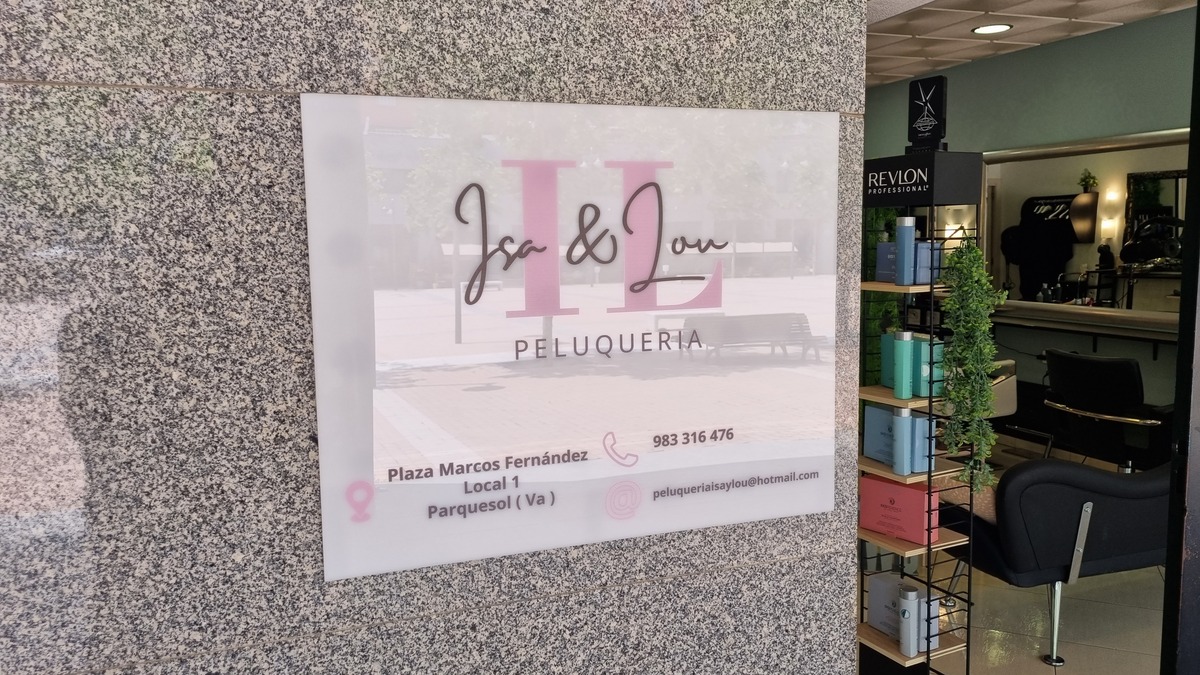 IL
Isa & Lou
PELUQUERIA
Plaza Marcos Fernández
Local 1
Parquesol ( Va )
983 316 476
@
peluqueriaisaylou@hotmail.com
REVLON
PROFESSIONAL®